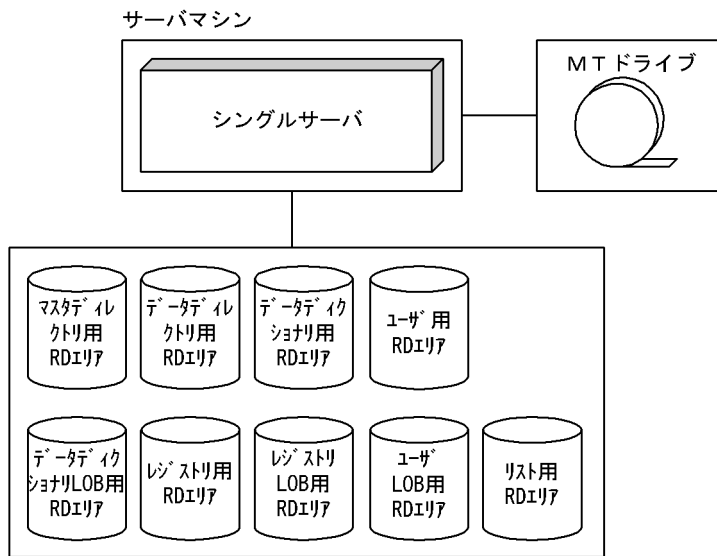 サーバマシン
シングルサーバ
ＭＴドライブ
ﾏｽﾀﾃﾞｨﾚ
ｸﾄﾘ用
RDｴﾘｱ
ﾃﾞｰﾀﾃﾞｨﾚ
ｸﾄﾘ用
RDｴﾘｱ
ﾃﾞｰﾀﾃﾞｨｸ
ｼｮﾅﾘ用
RDｴﾘｱ
ﾕｰｻﾞ用
RDｴﾘｱ
ﾃﾞｰﾀﾃﾞｨｸ
ｼｮﾅﾘLOB用
RDｴﾘｱ
ﾚｼﾞｽﾄﾘ用
RDｴﾘｱ
ﾚｼﾞｽﾄﾘ
LOB用
RDｴﾘｱ
ﾕｰｻﾞ
LOB用
RDｴﾘｱ
ﾘｽﾄ用
RDｴﾘｱ